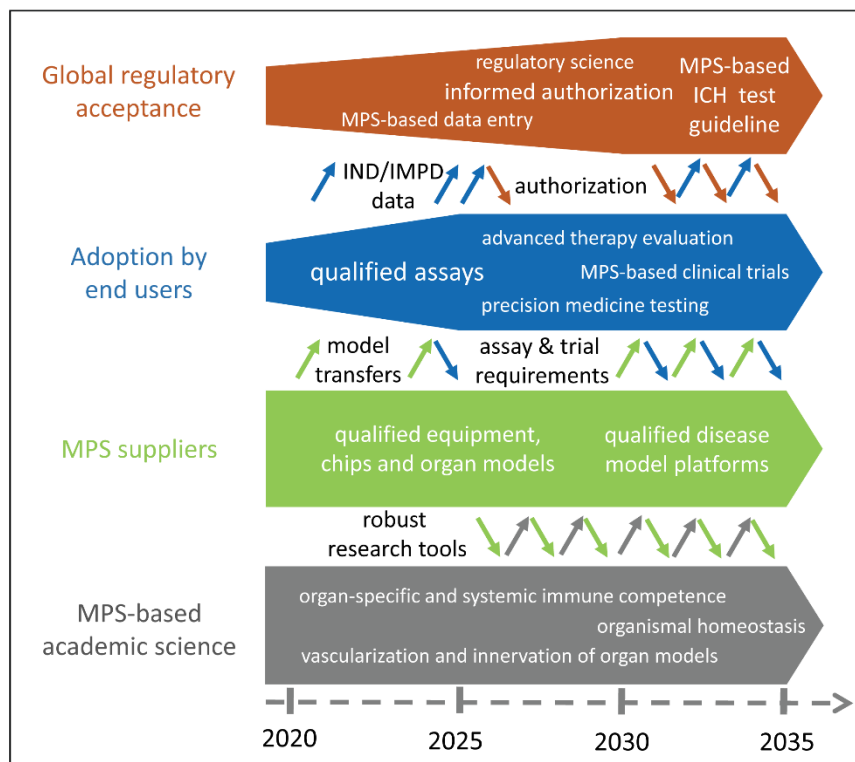 Global regulatory
acceptance
regulatory science
informed authorization
MPS-based data entry
MPS-based
ICH test
guideline
IND/IMPD
data
authorization
Adoption by
end users
qualified assays
advanced therapy evaluation
MPS-based clinical trials
precision medicine testing
model
transfers
assay & trial
requirements
MPS suppliers
qualified equipment,
chips and organ models
qualified disease
model platforms
robust
research tools
MPS-based
academic science
organ-specific and systemic immune competence
organismal homeostasis
vascularization and innervation of organ models
2020
2025
2030
2035